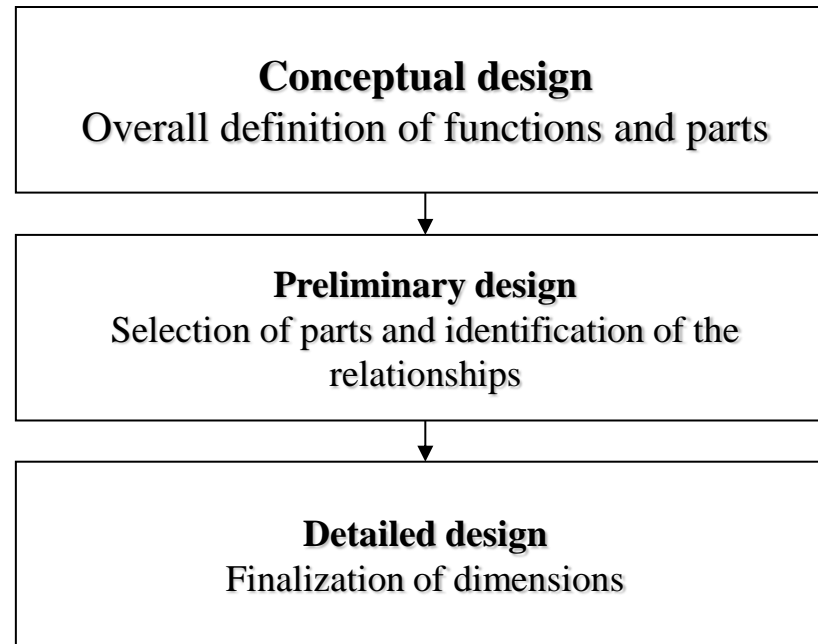 Conceptual design
Overall definition of functions and parts
Preliminary design
Selection of parts and identification of the
relationships
Detailed design
Finalization of dimensions